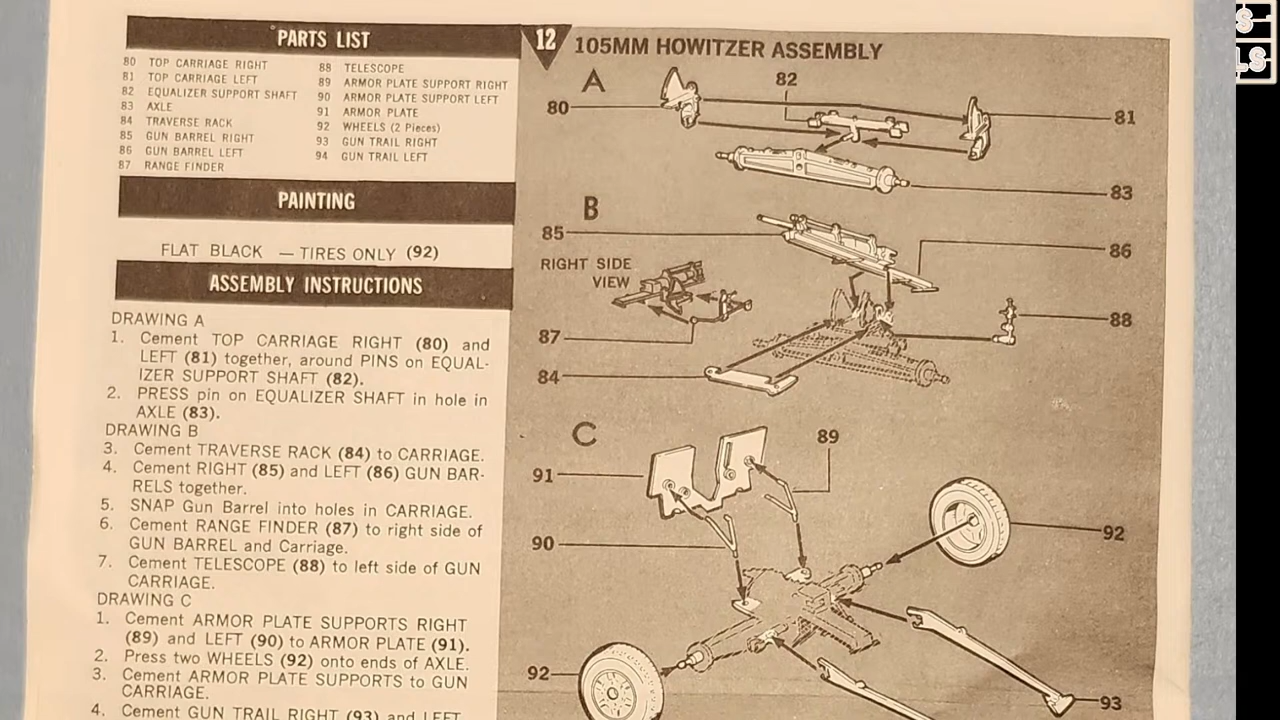 PARTS LIST
80 TOP CARRIAGE RIGHT
81 TOP CARRIAGE LEFT
82 EQUALIZER SUPPORT SHAFT
83 AXLE
84 TRAVERSE RACK
85 GUN BARREL RIGHT
86 GUN BARREL LEFT
87 RANGE FINDER
88 TELESCOPE
89 ARMOR PLATE SUPPORT RIGHT
90 ARMOR PLATE SUPPORT LEFT
91 ARMOR PLATE
92 WHEELS (2 Pieces)
93 GUN TRAIL RIGHT
94 GUN TRAIL LEFT
PAINTING
FLAT BLACK — TIRES ONLY (92)
ASSEMBLY INSTRUCTIONS
DRAWING A
1. Cement TOP CARRIAGE RIGHT (80) and
LEFT (81) together, around PINS on EQUAL-
IZER SUPPORT SHAFT (82).
2. PRESS pin on EQUALIZER SHAFT in hole in
AXLE (83).
DRAWING B
3. Cement TRAVERSE RACK (84) to CARRIAGE.
4. Cement RIGHT (85) and LEFT (86) GUN BAR-
RELS together.
5. SNAP Gun Barrel into holes in CARRIAGE.
6. Cement RANGE FINDER (87) to right side of
GUN BARREL and Carriage.
7. Cement TELESCOPE (88) to left side of GUN
CARRIAGE.
DRAWING C
1. Cement ARMOR PLATE SUPPORTS RIGHT
(89) and LEFT (90) to ARMOR PLATE (91).
2. Press two WHEELS (92) onto ends of AXLE.
3. Cement ARMOR PLATE SUPPORTS to GUN
CARRIAGE.
4. Cement GUN TRAIL RIGHT (93) and LEFT
12 105MM HOWITZER ASSEMBLY
A
82
80
81
83
B
85
86
RIGHT SIDE
VIEW
88
87
84
C
89
91
92
90
92
93
S
LS